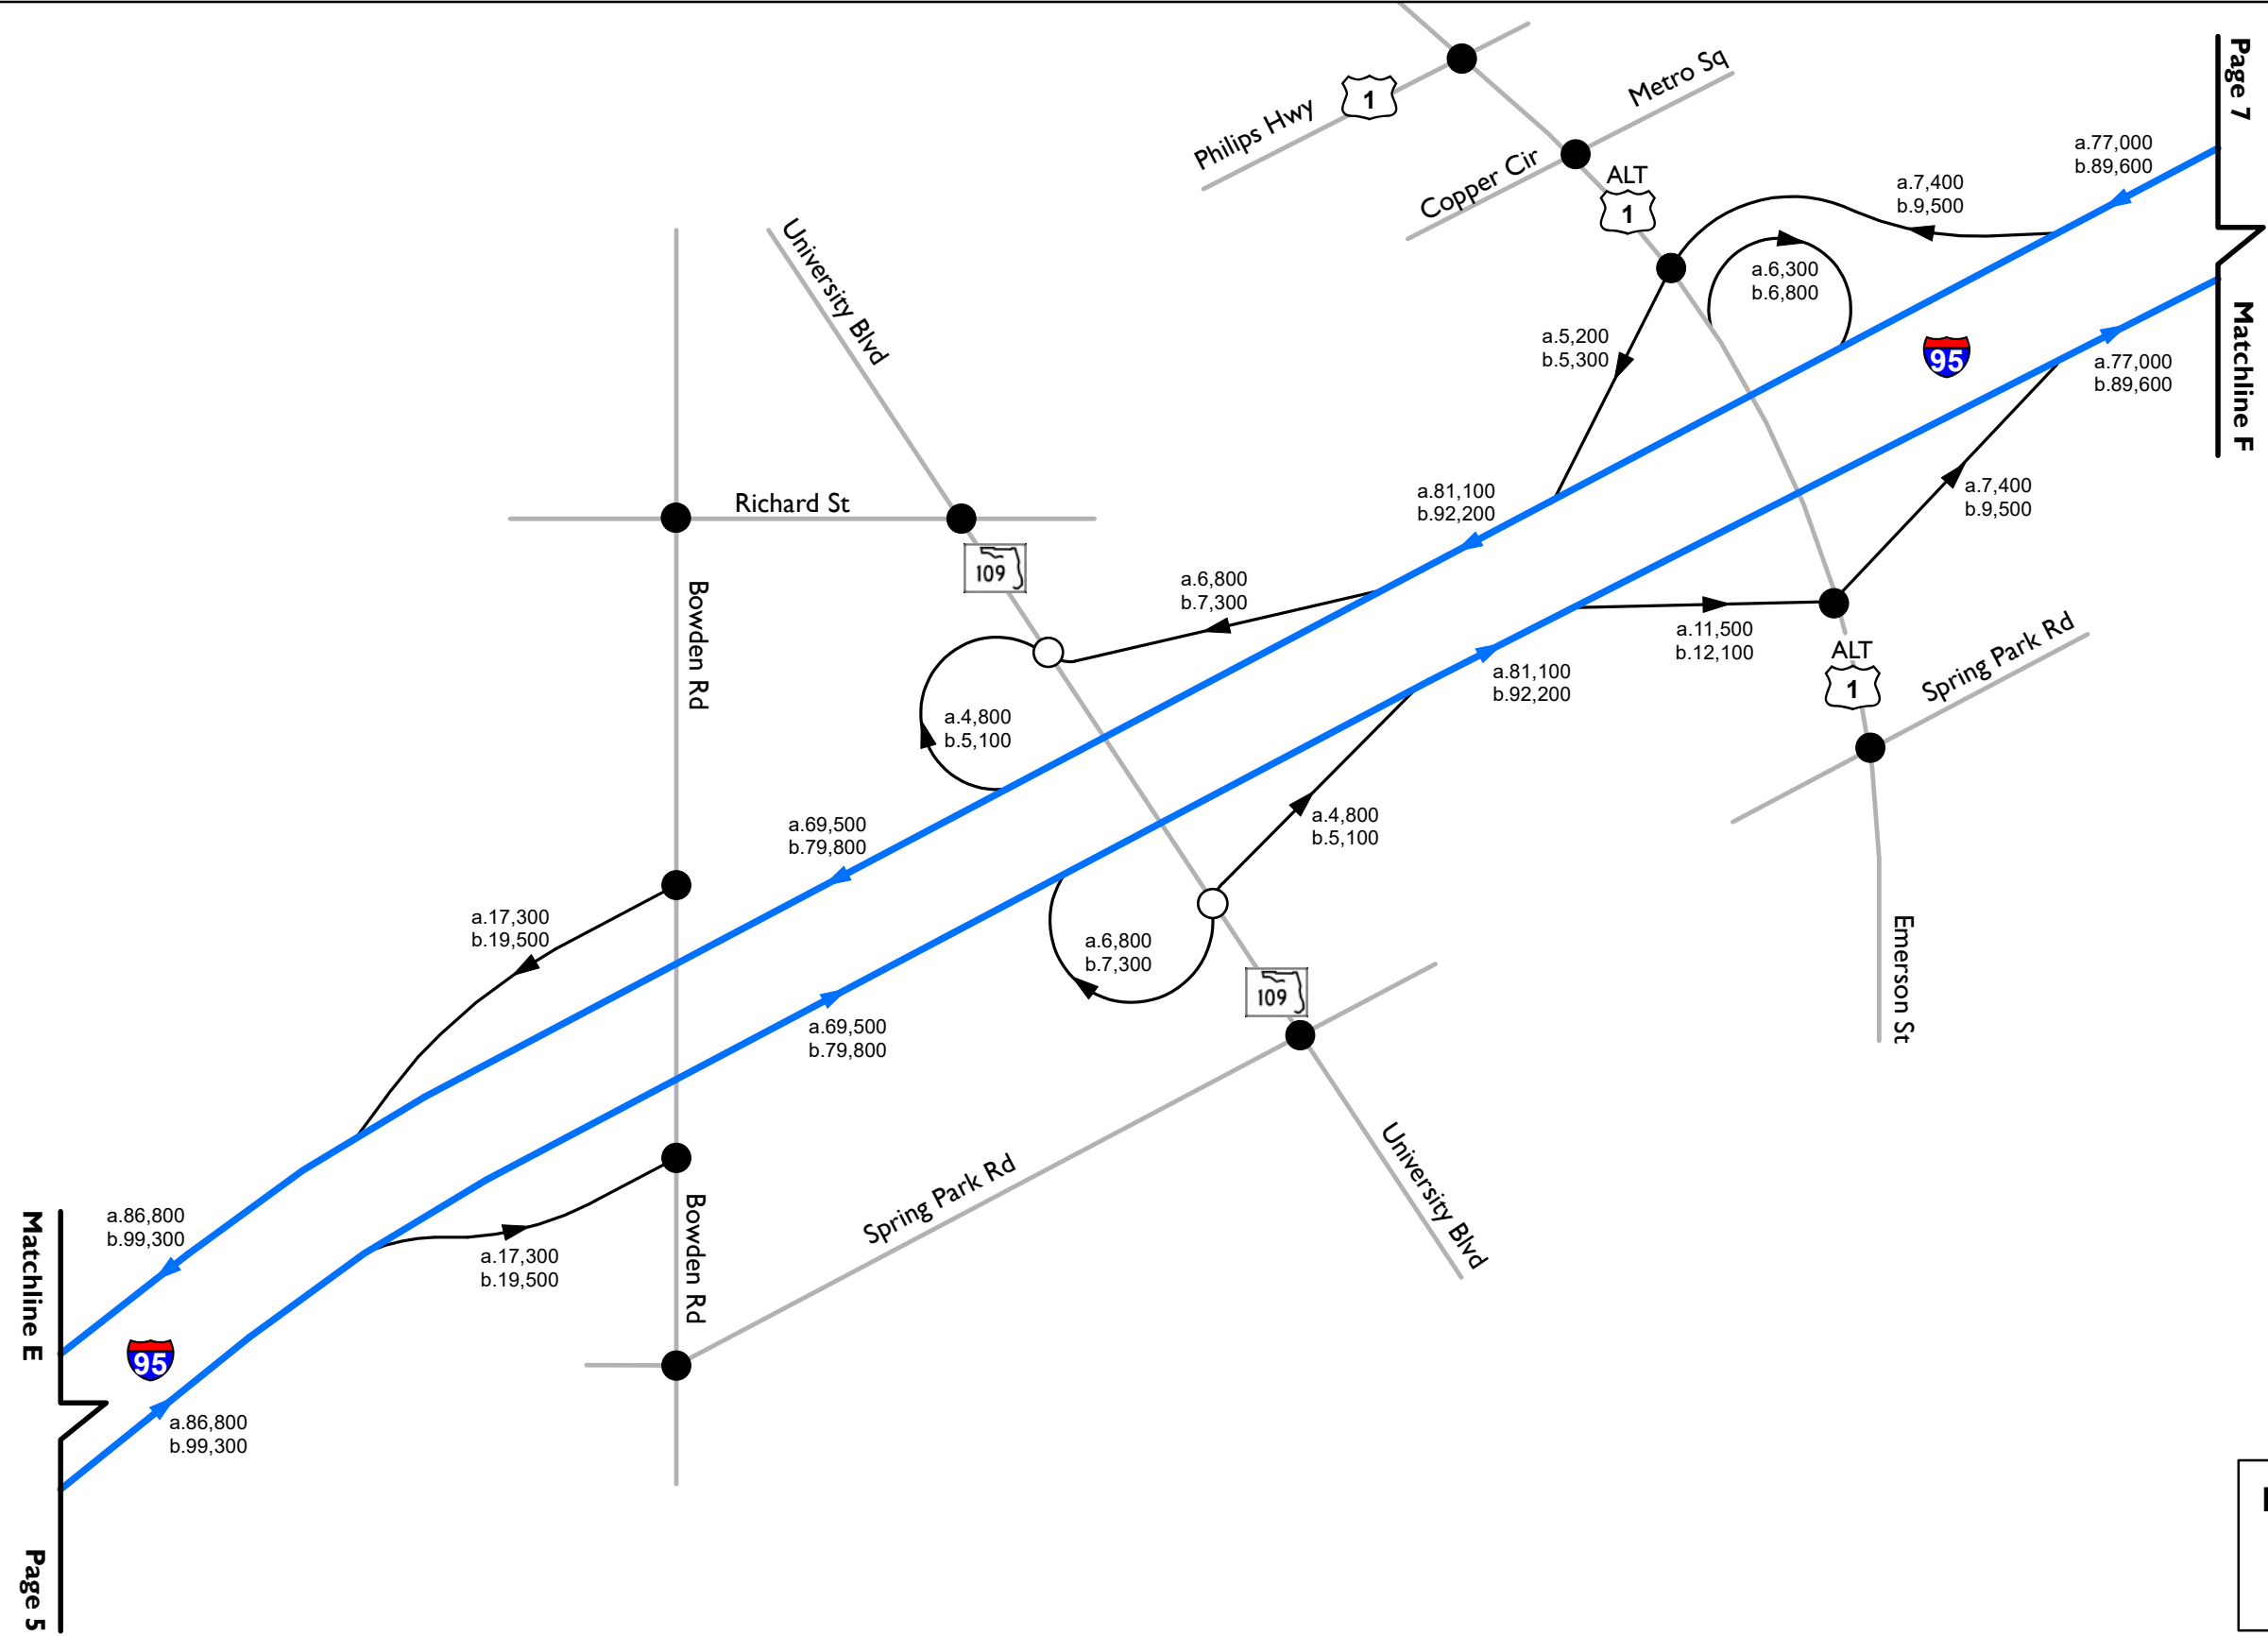 Page 7
Matchline F
Philips Hwy
1
Metro Sq
Copper Cir
ALT
1
a.77,000
b.89,600
a.7,400
b.9,500
a.6,300
b.6,800
a.5,200
b.5,300
95
a.77,000
b.89,600
University Blvd
Richard St
109
Bowden Rd
a.81,100
b.92,200
a.7,400
b.9,500
a.6,800
b.7,300
a.11,500
b.12,100
ALT
1
Spring Park Rd
a.81,100
b.92,200
a.4,800
b.5,100
a.69,500
b.79,800
a.4,800
b.5,100
a.17,300
b.19,500
a.6,800
b.7,300
109
Emerson St
a.69,500
b.79,800
Spring Park Rd
University Blvd
Bowden Rd
a.86,800
b.99,300
a.17,300
b.19,500
Matchline E
95
a.86,800
b.99,300
Page 5